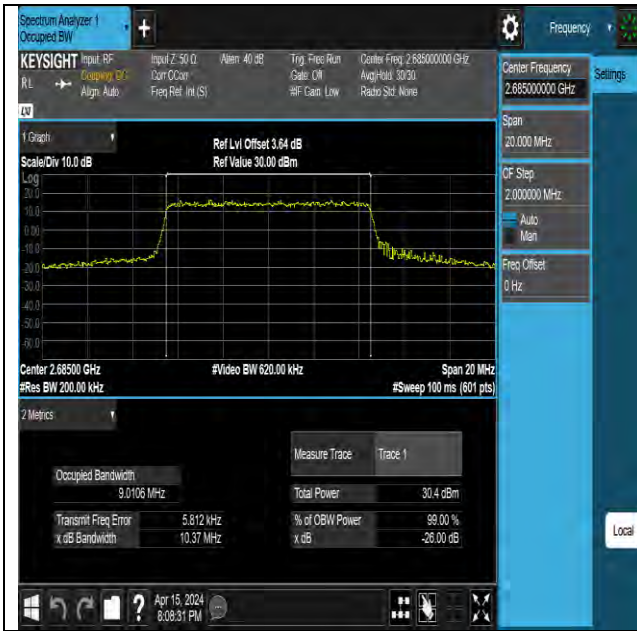 Spectrum Analyzer 1
Occupied BW
+
Frequency
KEYSIGHT
Input: RF
Coupling: DC
Align: Auto
RL
Input Z: 50 Ω
Corr CCorr
Freq Ref: Int (S)
Atten: 40 dB
Trig: Free Run
Gate: Off
#IF Gain: Low
Center Freq: 2.685000000 GHz
Avg|Hold: 30/30
Radio Std: None
1 Graph
Scale/Div 10.0 dB
Ref Lvl Offset 3.64 dB
Ref Value 30.00 dBm
Log
20.0
10.0
0.00
-10.0
-20.0
-30.0
-40.0
-50.0
-60.0
Center 2.68500 GHz
#Video BW 620.00 kHz
Span 20 MHz
#Res BW 200.00 kHz
#Sweep 100 ms (601 pts)
2 Metrics
Measure Trace
Trace 1
Occupied Bandwidth
9.0106 MHz
Total Power
30.4 dBm
Transmit Freq Error
5.812 kHz
% of OBW Power
99.00 %
x dB Bandwidth
10.37 MHz
x dB
-26.00 dB
Center Frequency
2.685000000 GHz
Settings
Span
20.000 MHz
CF Step
2.000000 MHz
Auto
Man
Freq Offset
0 Hz
Local
?
Apr 15, 2024
8:08:31 PM